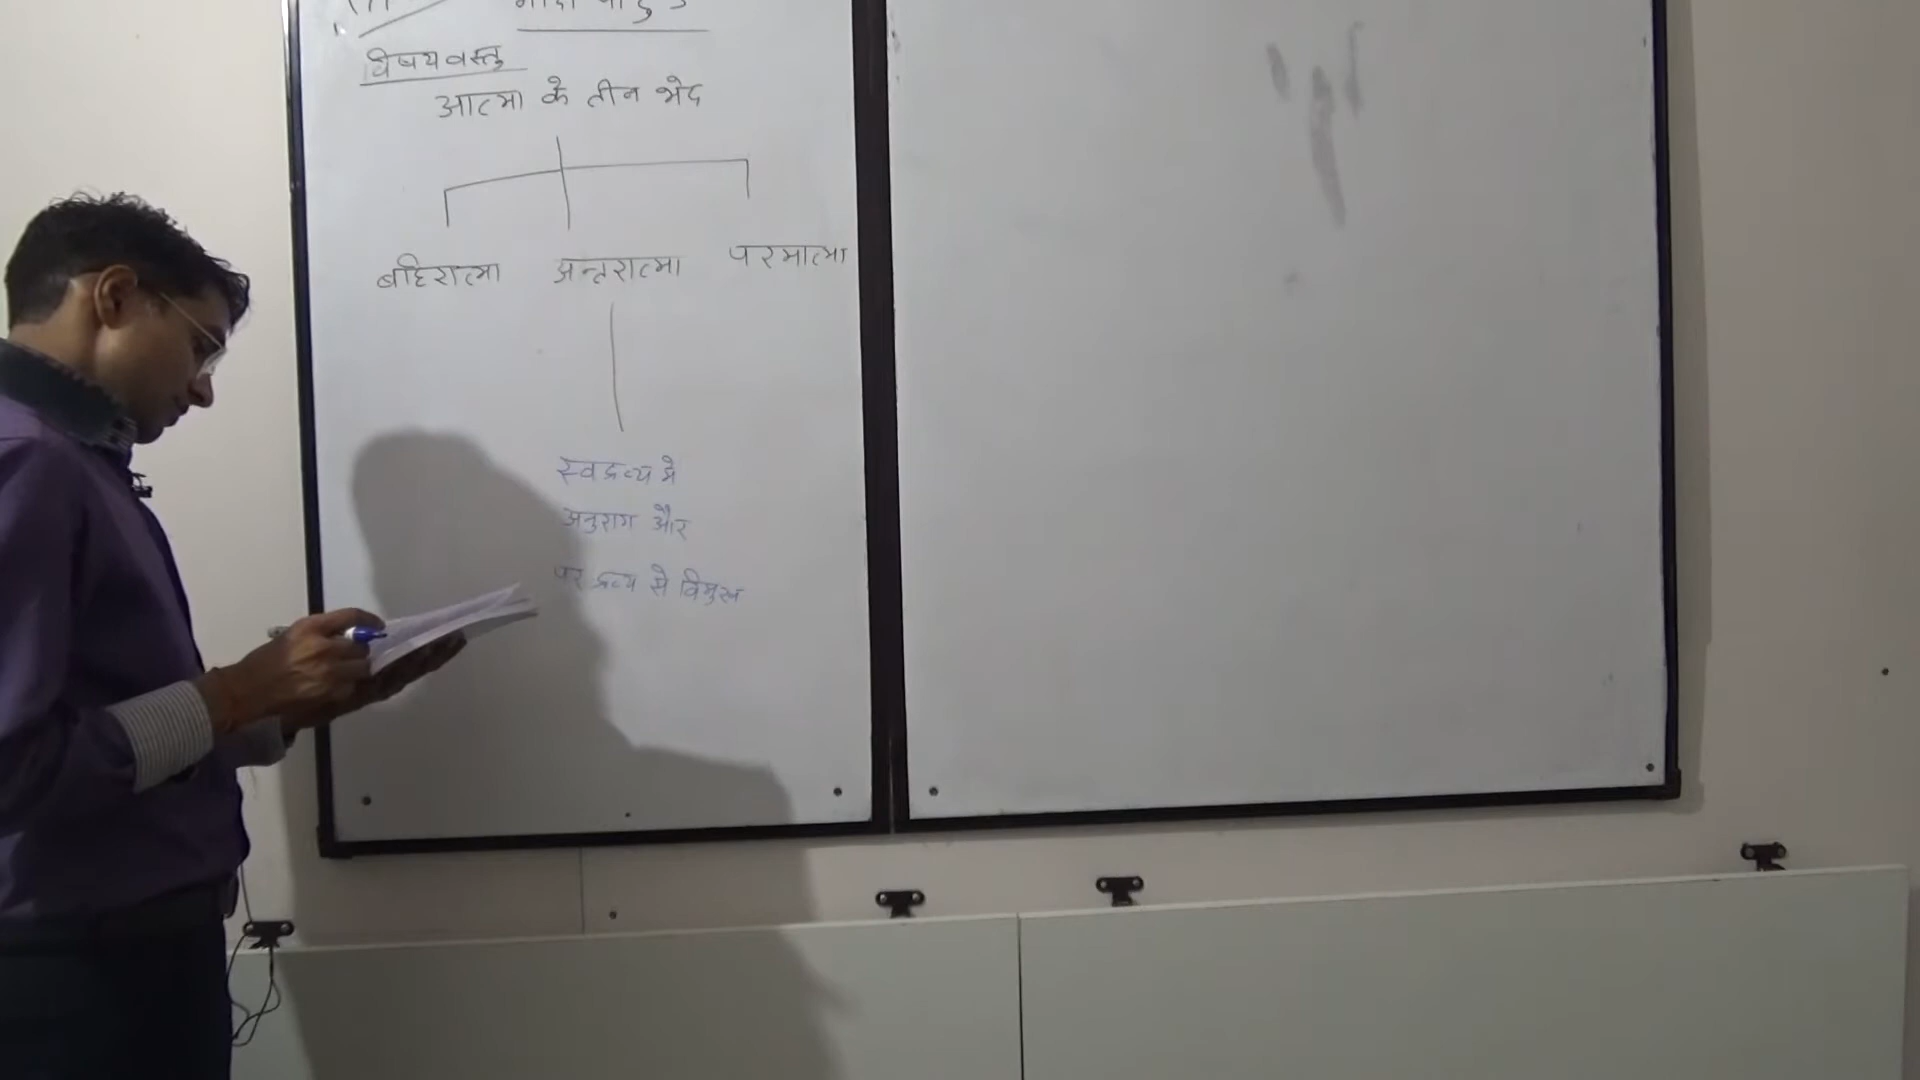 विषयवस्तु
आत्मा के तीन भेद
बहिरात्मा अन्तरात्मा परमात्मा
स्वद्रव्य मे
अनुराग और
पर द्रव्य से विमुख